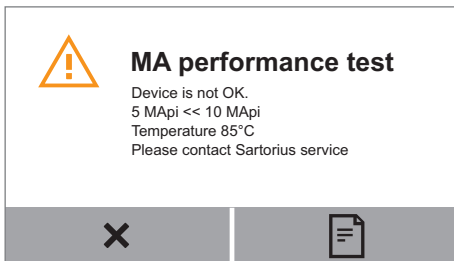 MA performance test
Device is not OK.
5 MApi << 10 MApi
Temperature 85°C
Please contact Sartorius service